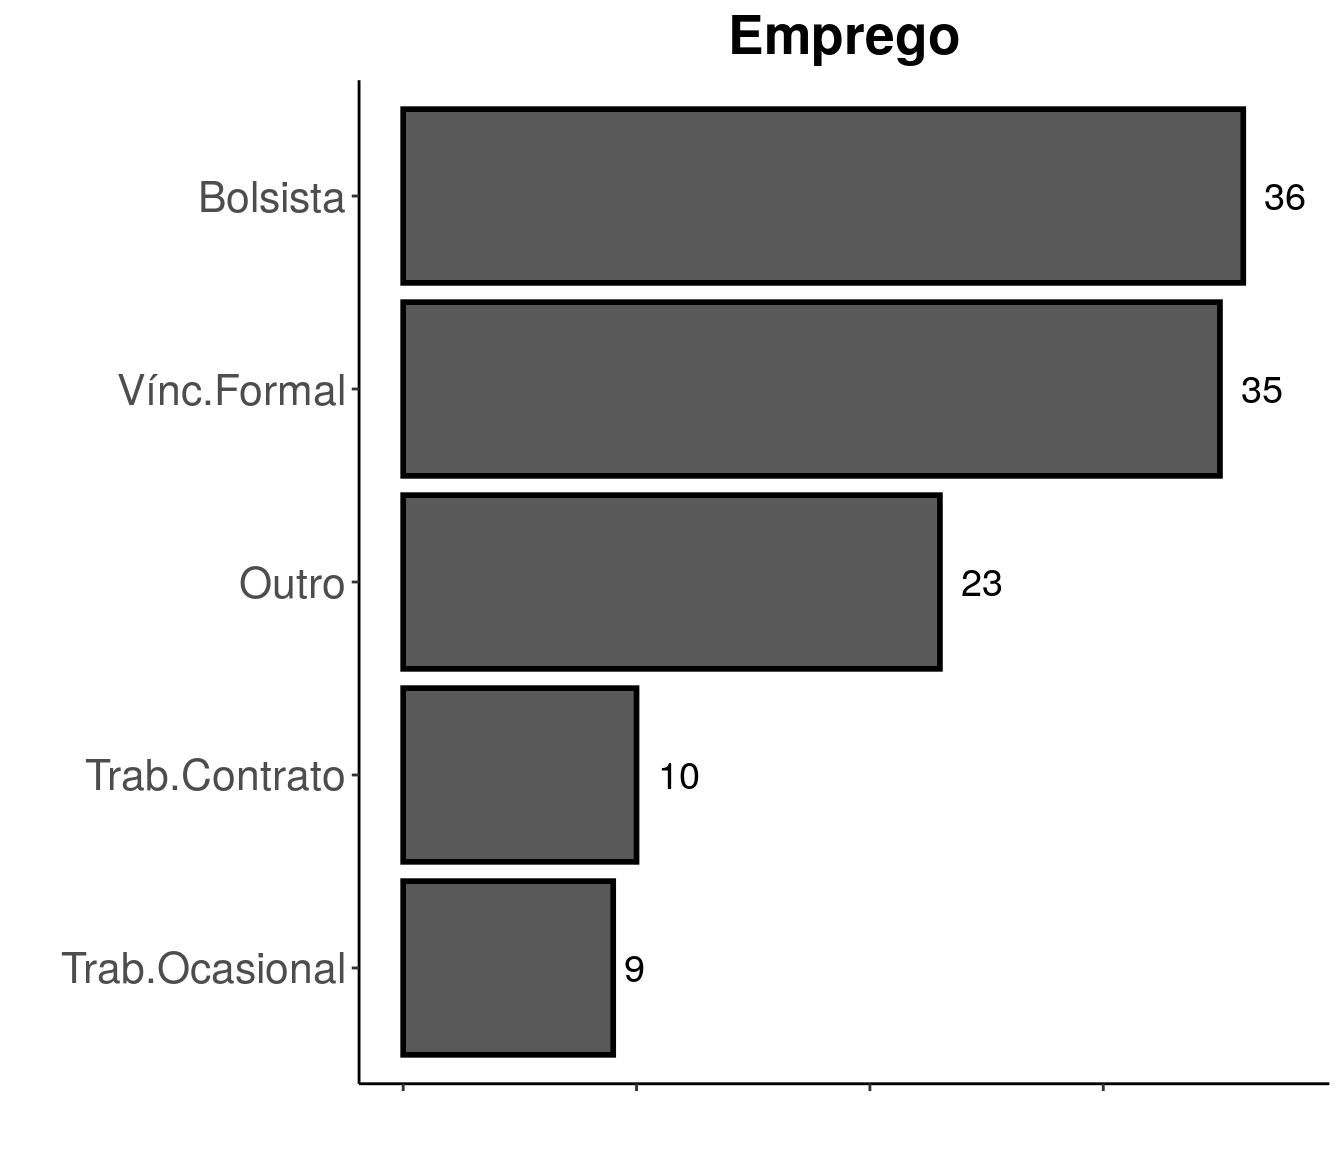 Emprego
Bolsista 36
Vínc.Formal 35
Outro 23
Trab.Contrato 10
Trab.Ocasional 9